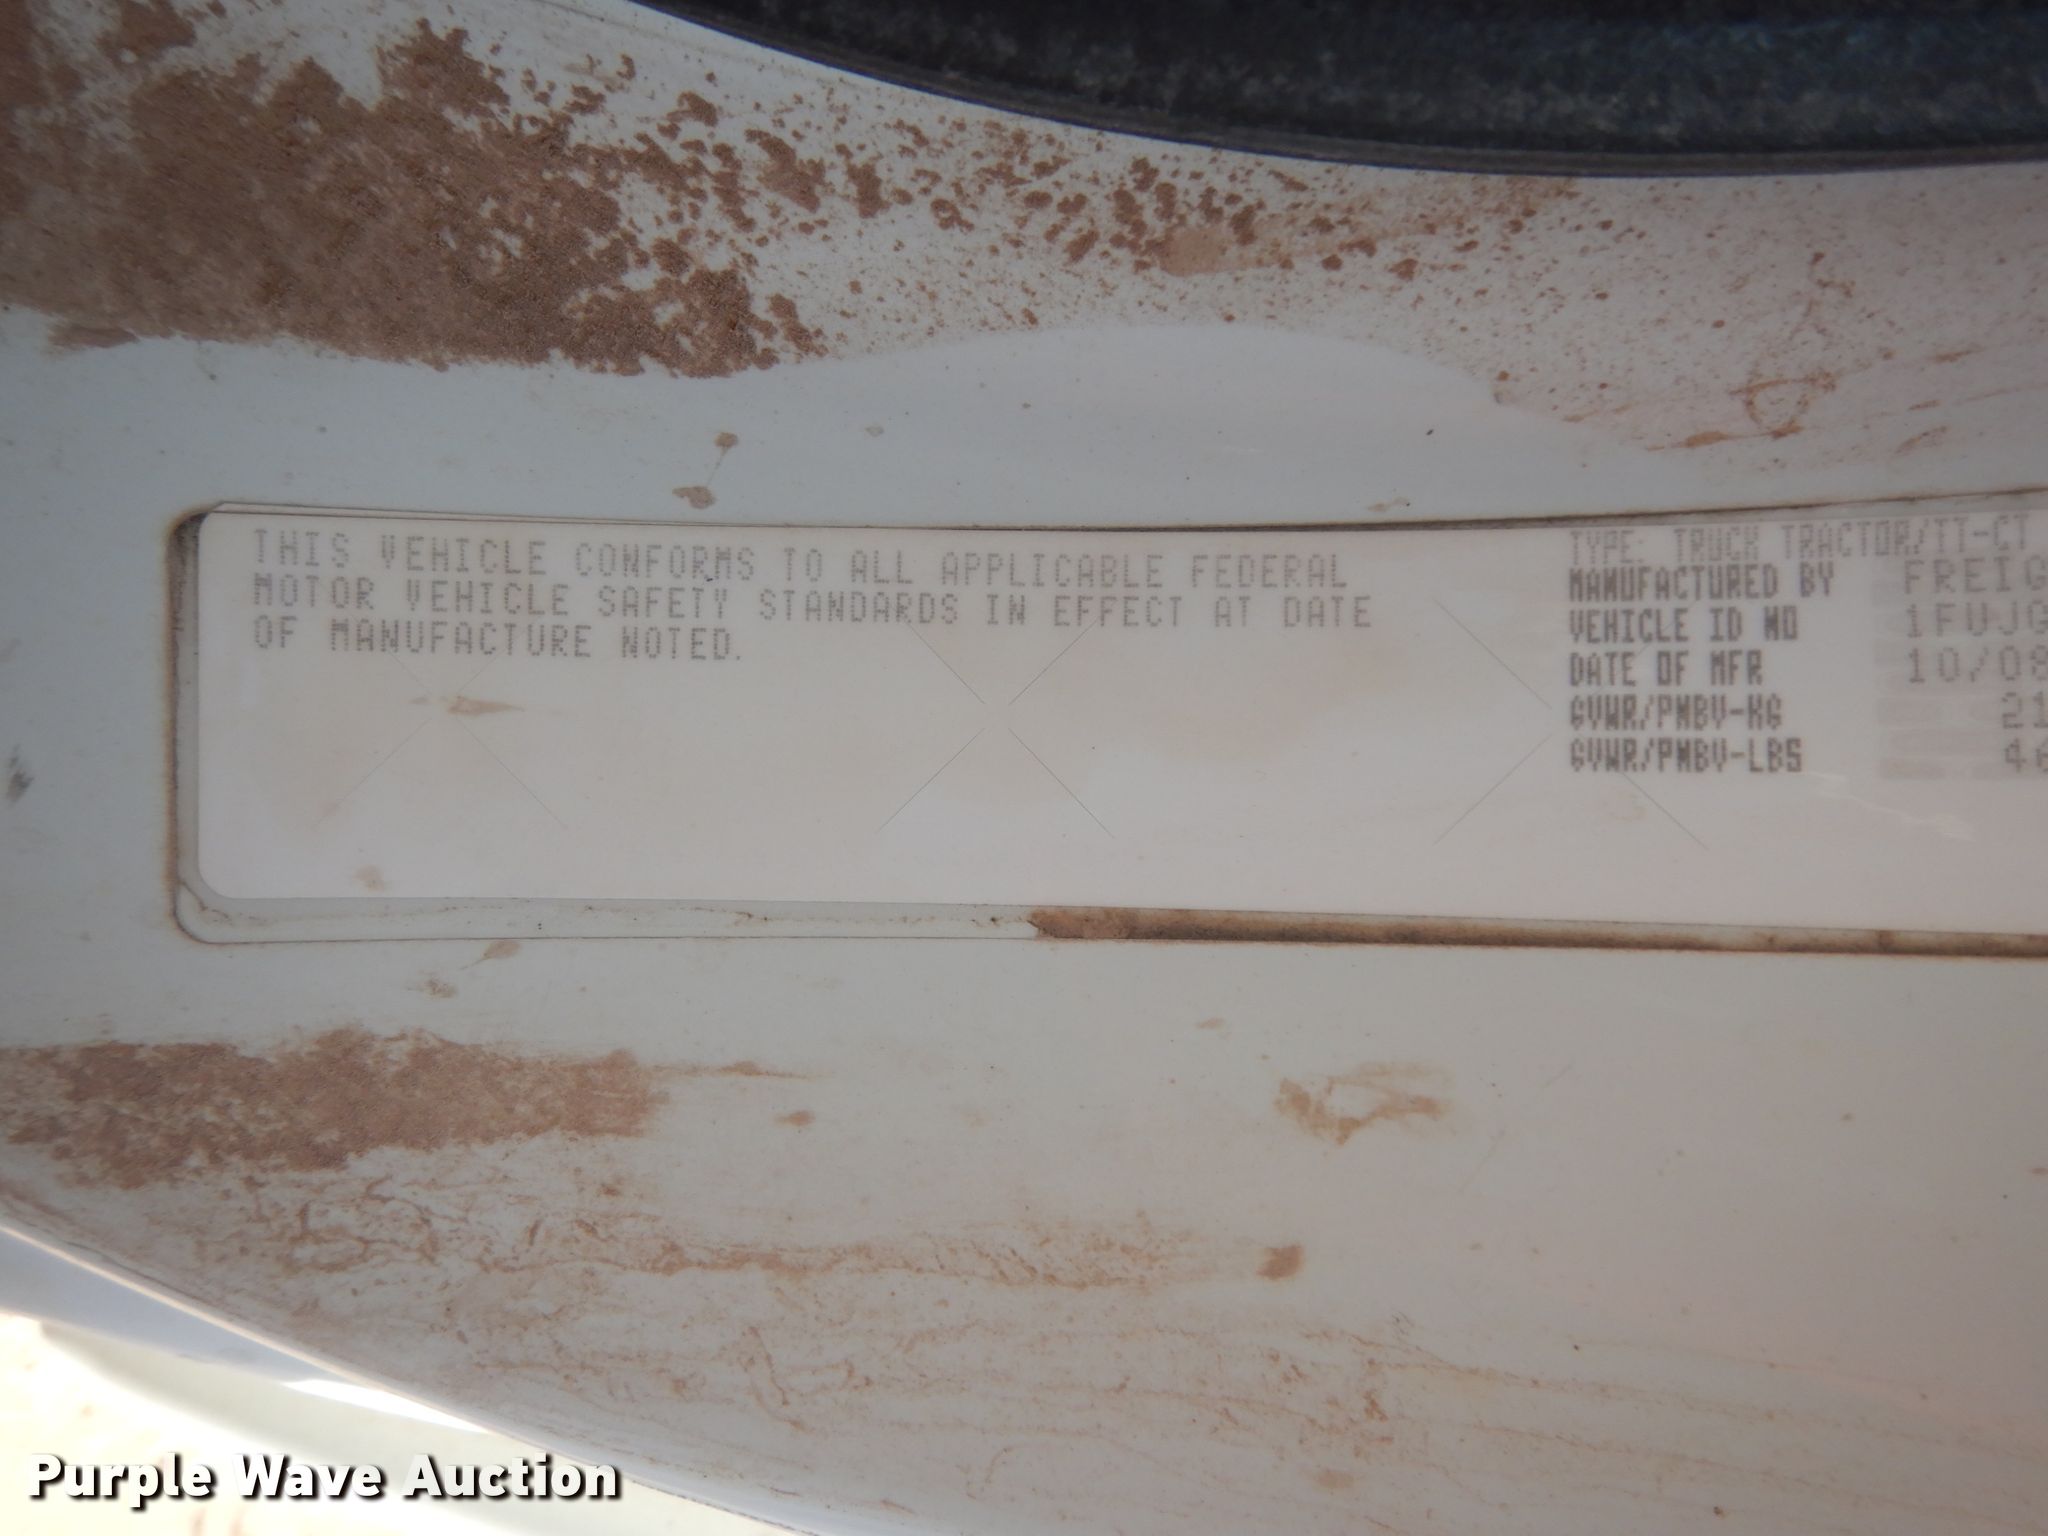 THIS VEHICLE CONFORMS TO ALL APPLICABLE FEDERAL
MOTOR VEHICLE SAFETY STANDARDS IN EFFECT AT DATE
OF MANUFACTURE NOTED.
TYPE: TRUCK TRACTOR/TT-CT
MANUFACTURED BY FREIG
VEHICLE ID NO 1FUJG
DATE OF MFR 10/08
GVWR/PNBV-KG 21
GVWR/PNBV-LBS 46
Purple Wave Auction